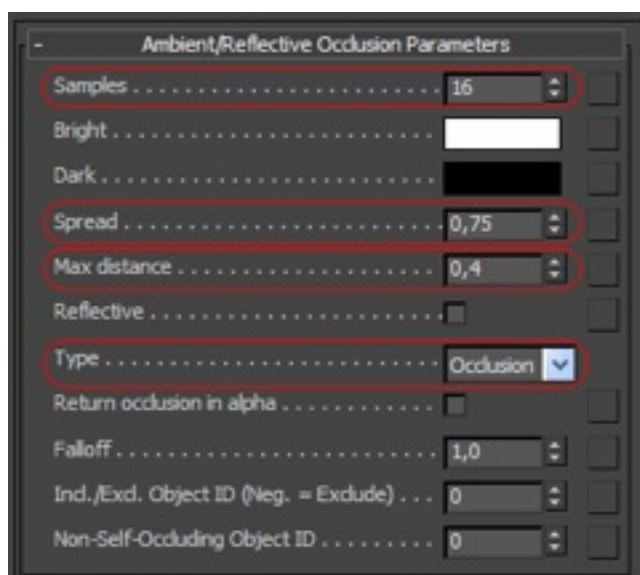 - Ambient/Reflective Occlusion Parameters
Samples . . . . . . . . . . . . . . . . . . . . . . . . . 16
Bright . . . . . . . . . . . . . . . . . . . . . . . . . .
Dark . . . . . . . . . . . . . . . . . . . . . . . . . . .
Spread . . . . . . . . . . . . . . . . . . . . . . . . . 0,75
Max distance . . . . . . . . . . . . . . . . . . . . 0,4
Reflective . . . . . . . . . . . . . . . . . . . . . . .
Type . . . . . . . . . . . . . . . . . . . . . . . . . . . Occlusion
Return occlusion in alpha . . . . . . . . . . . .
Falloff . . . . . . . . . . . . . . . . . . . . . . . . . . 1,0
Incl./Excl. Object ID (Neg. = Exclude) . . . 0
Non-Self-Occluding Object ID . . . . . . . . . 0